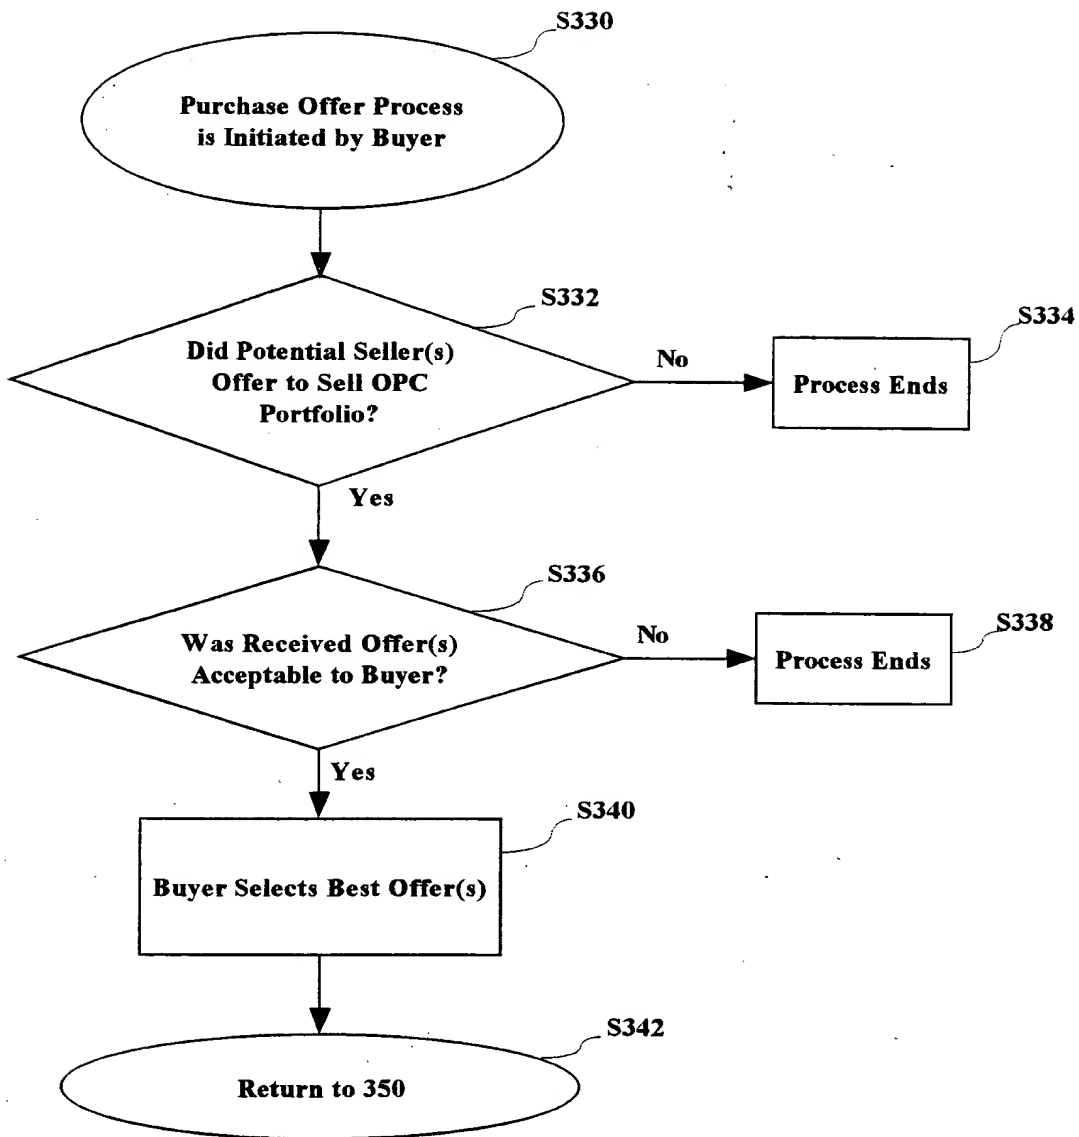 S330
Purchase Offer Process
is Initiated by Buyer
S332
Did Potential Seller(s)
Offer to Sell OPC
Portfolio?
No
S334
Process Ends
Yes
S336
Was Received Offer(s)
Acceptable to Buyer?
No
S338
Process Ends
Yes
S340
Buyer Selects Best Offer(s)
S342
Return to 350